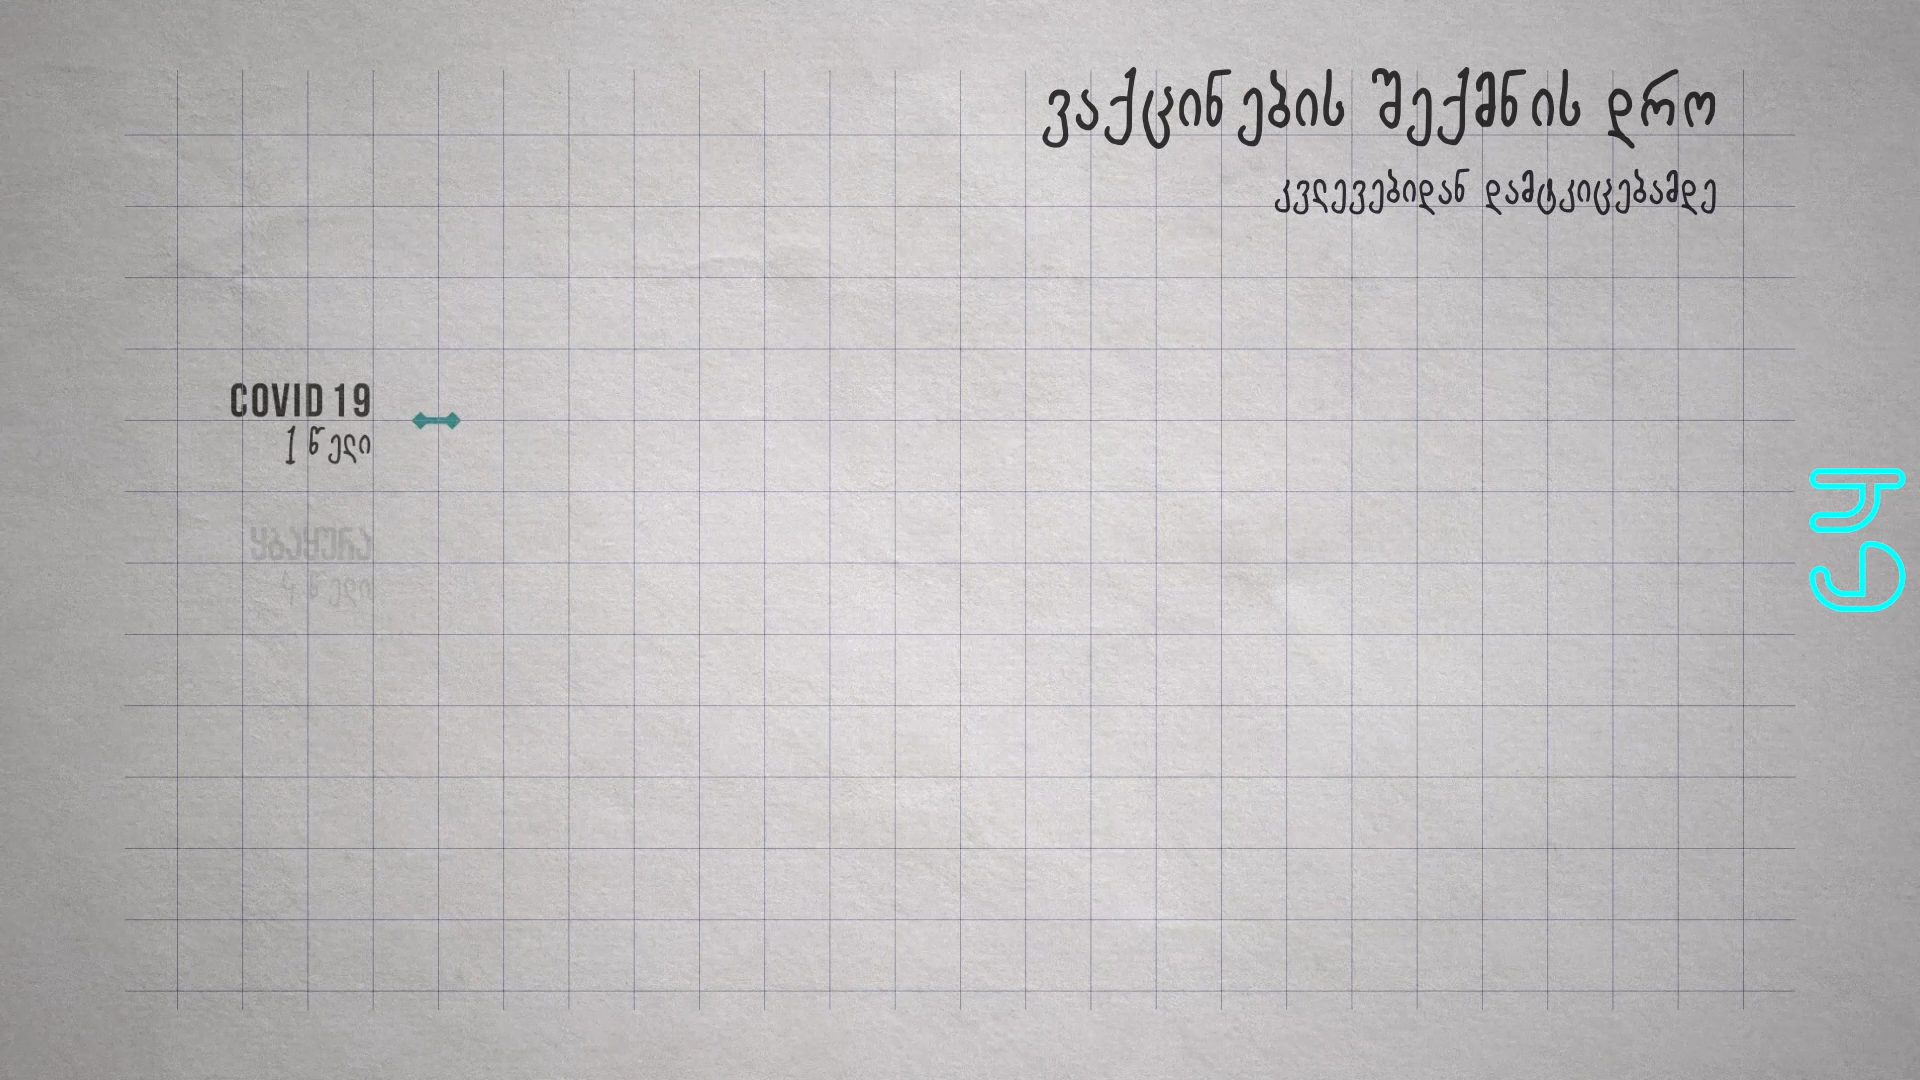 ვაქცინების შექმნის დრო
კვლევებიდან დამტკიცებამდე
COVID 19
1 წელი
ყბაყურა
4 წელი